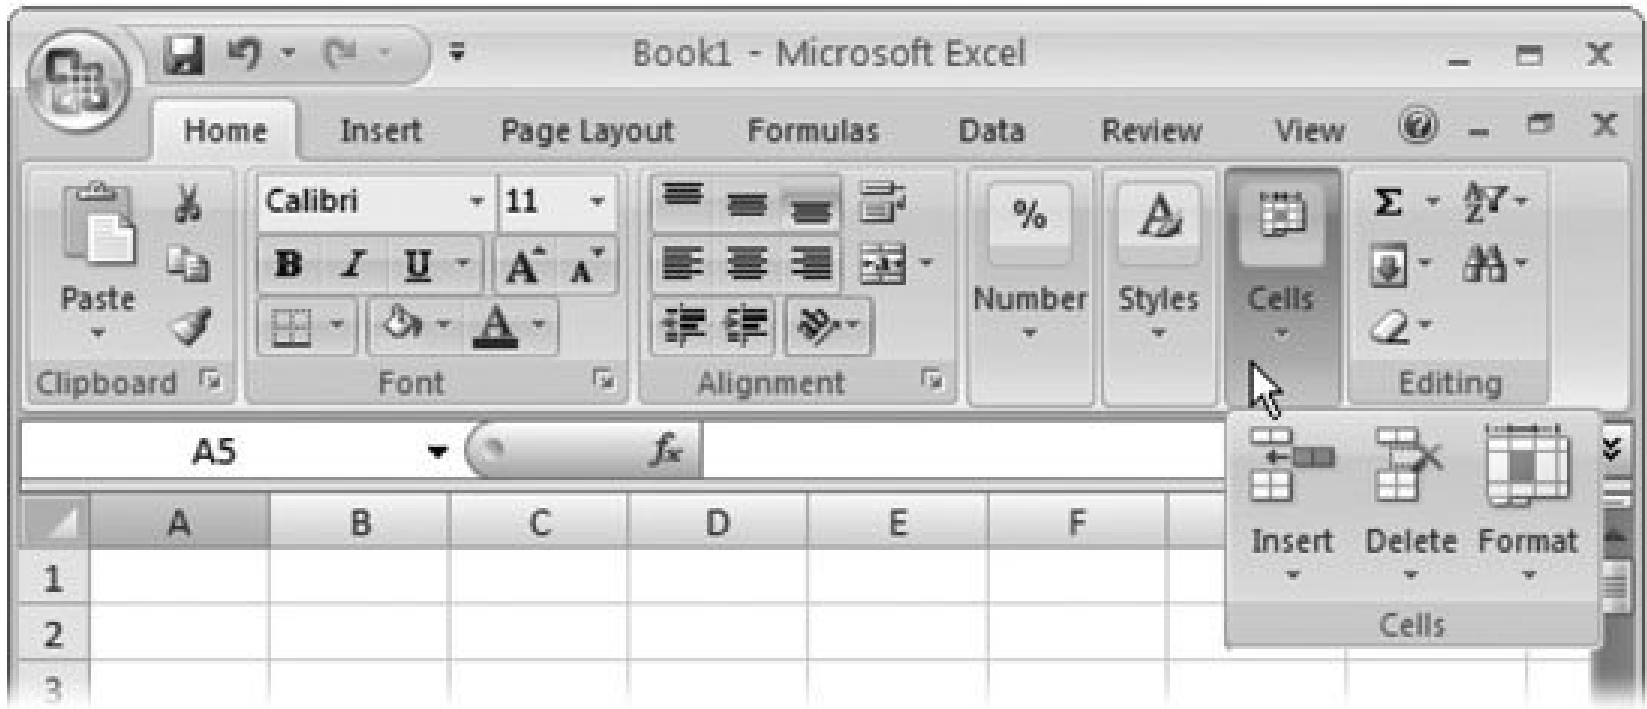 Book1 - Microsoft Excel
Home Insert Page Layout Formulas Data Review View
Calibri 11
B I U A A
%
A
Σ
A
Z
Paste
Number Styles Cells
A
ab
Clipboard Font Alignment Editing
A5 fx
Insert Delete Format
Cells
A B C D E F
1
2
3